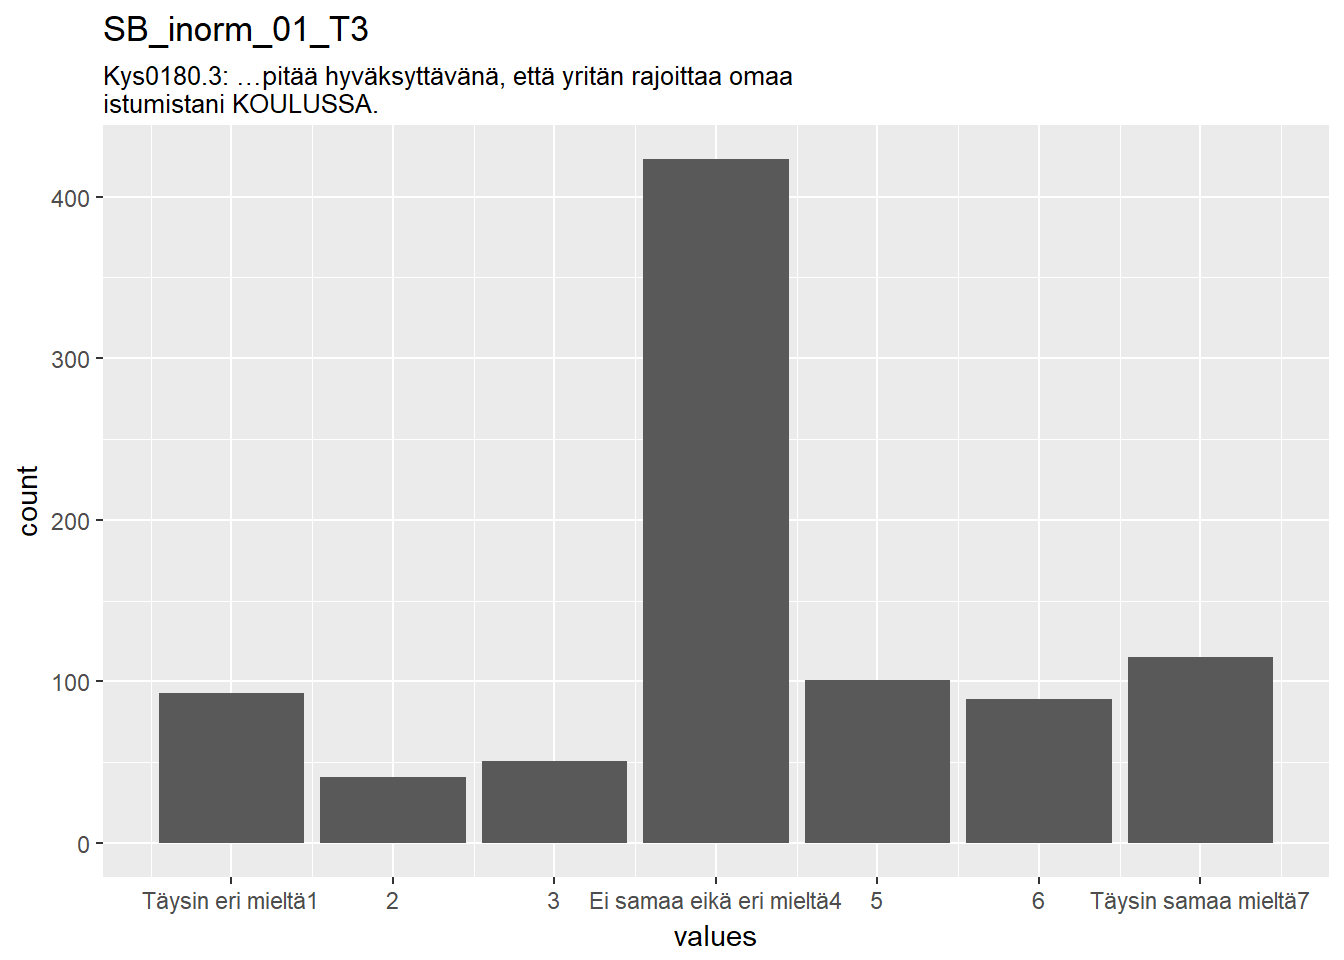 SB_inorm_01_T3
Kys0180.3: …pitää hyväksyttävänä, että yritän rajoittaa omaa
istumistani KOULUSSA.
400
300
200
100
0
count
Täysin eri mieltä1 2 3 Ei samaa eikä eri mieltä4 5 6 Täysin samaa mieltä7
values